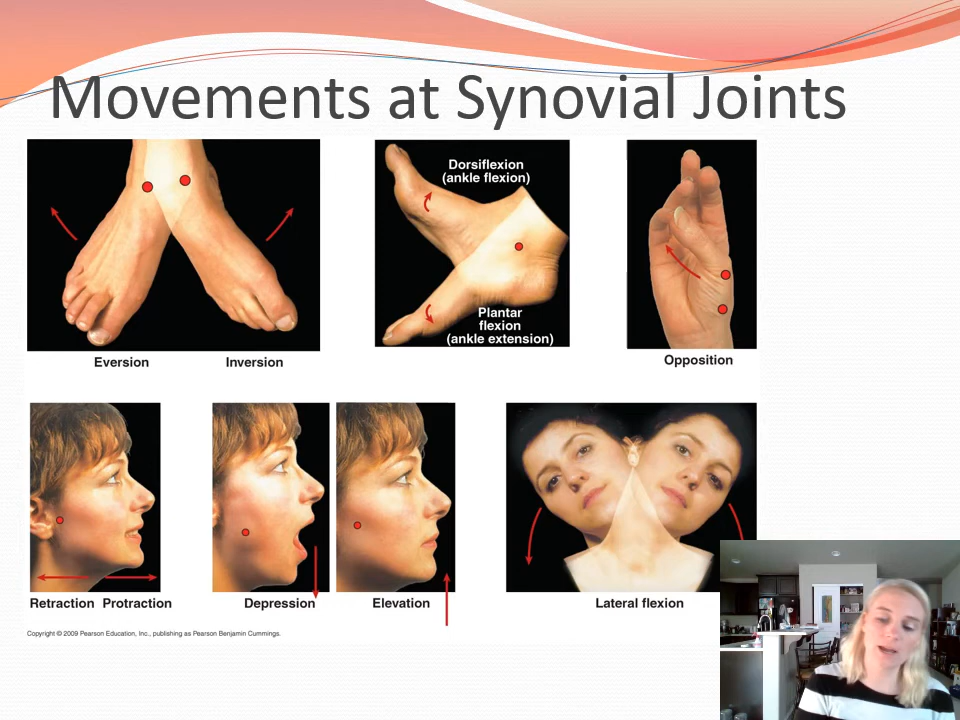 Movements at Synovial Joints
Dorsiflexion
(ankle flexion)
Plantar
flexion
(ankle extension)
Eversion
Inversion
Opposition
Retraction
Protraction
Depression
Elevation
Lateral flexion
Copyright © 2009 Pearson Education, Inc., publishing as Pearson Benjamin Cummings.